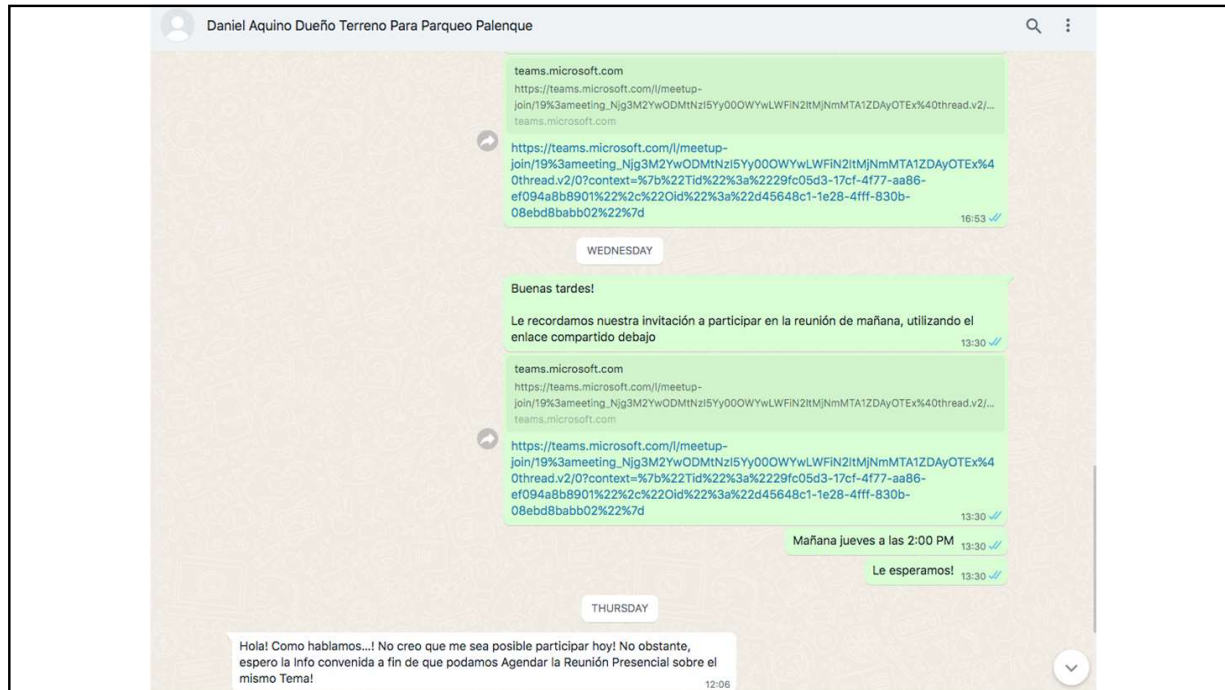 Daniel Aquino Dueño Terreno Para Parqueo Palenque
teams.microsoft.com
https://teams.microsoft.com/l/meetup-
join/19%3ameeting_Njg3M2YwODMtNzI5Yy00OWYwLWFiN2ItMjNmMTA1ZDAyOTEx%40thread.v2/...
teams.microsoft.com
https://teams.microsoft.com/l/meetup-
join/19%3ameeting_Njg3M2YwODMtNzI5Yy00OWYwLWFiN2ItMjNmMTA1ZDAyOTEx%4
0thread.v2/0?context=%7b%22Tid%22%3a%2229fc05d3-17cf-4f77-aa86-
ef094a8b8901%22%2c%22Oid%22%3a%22d45648c1-1e28-4fff-830b-
08ebd8babb02%22%7d
16:53
WEDNESDAY
Buenas tardes!
Le recordamos nuestra invitación a participar en la reunión de mañana, utilizando el
enlace compartido debajo
13:30
teams.microsoft.com
https://teams.microsoft.com/l/meetup-
join/19%3ameeting_Njg3M2YwODMtNzI5Yy00OWYwLWFiN2ItMjNmMTA1ZDAyOTEx%40thread.v2/...
teams.microsoft.com
https://teams.microsoft.com/l/meetup-
join/19%3ameeting_Njg3M2YwODMtNzI5Yy00OWYwLWFiN2ItMjNmMTA1ZDAyOTEx%4
0thread.v2/0?context=%7b%22Tid%22%3a%2229fc05d3-17cf-4f77-aa86-
ef094a8b8901%22%2c%22Oid%22%3a%22d45648c1-1e28-4fff-830b-
08ebd8babb02%22%7d
13:30
Mañana jueves a las 2:00 PM 13:30
Le esperamos! 13:30
THURSDAY
Hola! Como hablamos...! No creo que me sea posible participar hoy! No obstante,
espero la Info convenida a fin de que podamos Agendar la Reunión Presencial sobre el
mismo Tema!
12:06